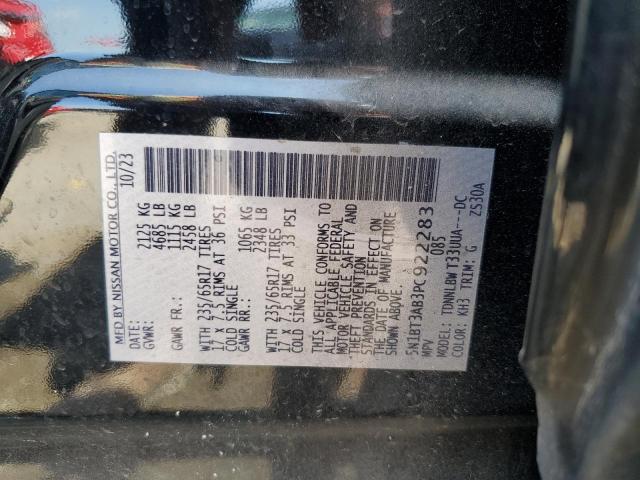 MFD BY NISSAN MOTOR CO., LTD. 10/23
GVWR: 2125 KG
4685 LB
GAWR FR: 1115 KG
2458 LB
WITH 235/65R17 TIRES
17 x 7.5 RIMS AT 36 PSI
COLD SINGLE
GAWR RR: 1065 KG
2348 LB
WITH 235/65R17 TIRES
17 x 7.5 RIMS AT 33 PSI
COLD SINGLE
THIS VEHICLE CONFORMS TO
ALL APPLICABLE FEDERAL
MOTOR VEHICLE SAFETY AND
THEFT PREVENTION
STANDARDS IN EFFECT ON
THE DATE OF MANUFACTURE
SHOWN ABOVE.
5N1BT3AB3PC922283
MPV 085
MODEL: TDNNLBW T33UUA---DC
COLOR: KH3 TRIM: G ZS30A